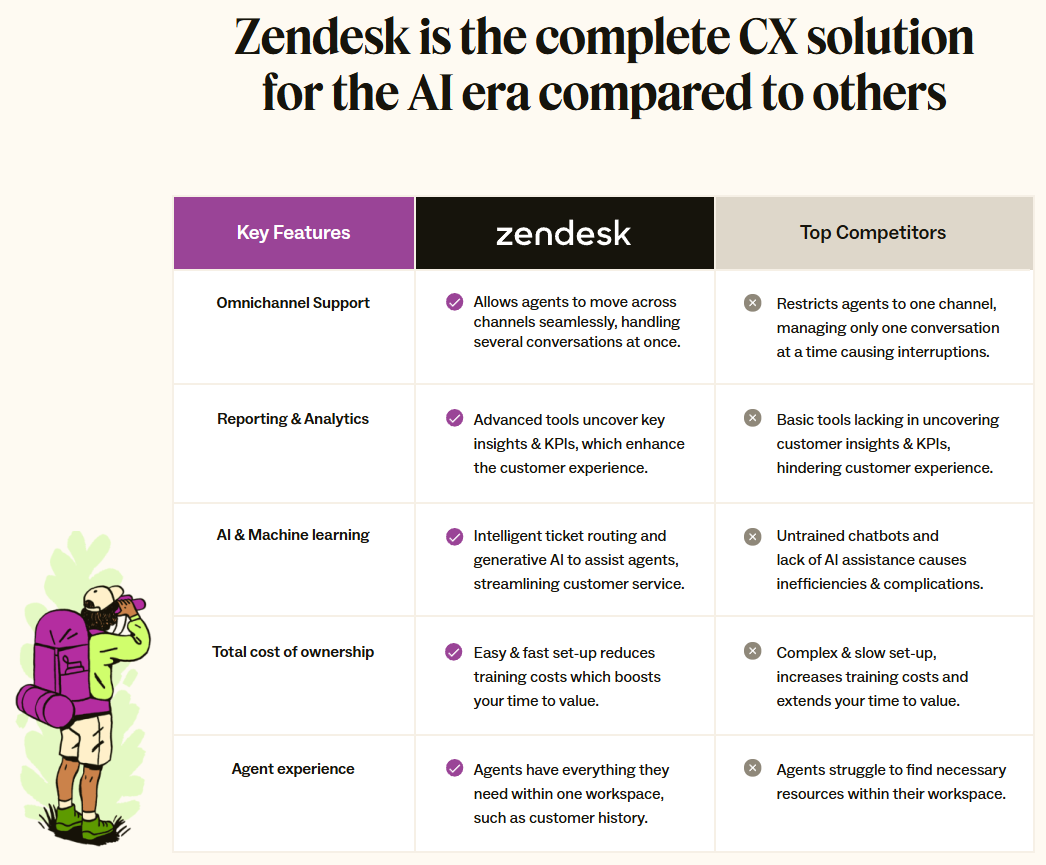 Zendesk is the complete CX solution
for the AI era compared to others
Key Features
zendesk
Top Competitors
Omnichannel Support
Allows agents to move across
channels seamlessly, handling
several conversations at once.
Restricts agents to one channel,
managing only one conversation
at a time causing interruptions.
Reporting & Analytics
Advanced tools uncover key
insights & KPIs, which enhance
the customer experience.
Basic tools lacking in uncovering
customer insights & KPIs,
hindering customer experience.
AI & Machine learning
Intelligent ticket routing and
generative AI to assist agents,
streamlining customer service.
Untrained chatbots and
lack of AI assistance causes
inefficiencies & complications.
Total cost of ownership
Easy & fast set-up reduces
training costs which boosts
your time to value.
Complex & slow set-up,
increases training costs and
extends your time to value.
Agent experience
Agents have everything they
need within one workspace,
such as customer history.
Agents struggle to find necessary
resources within their workspace.